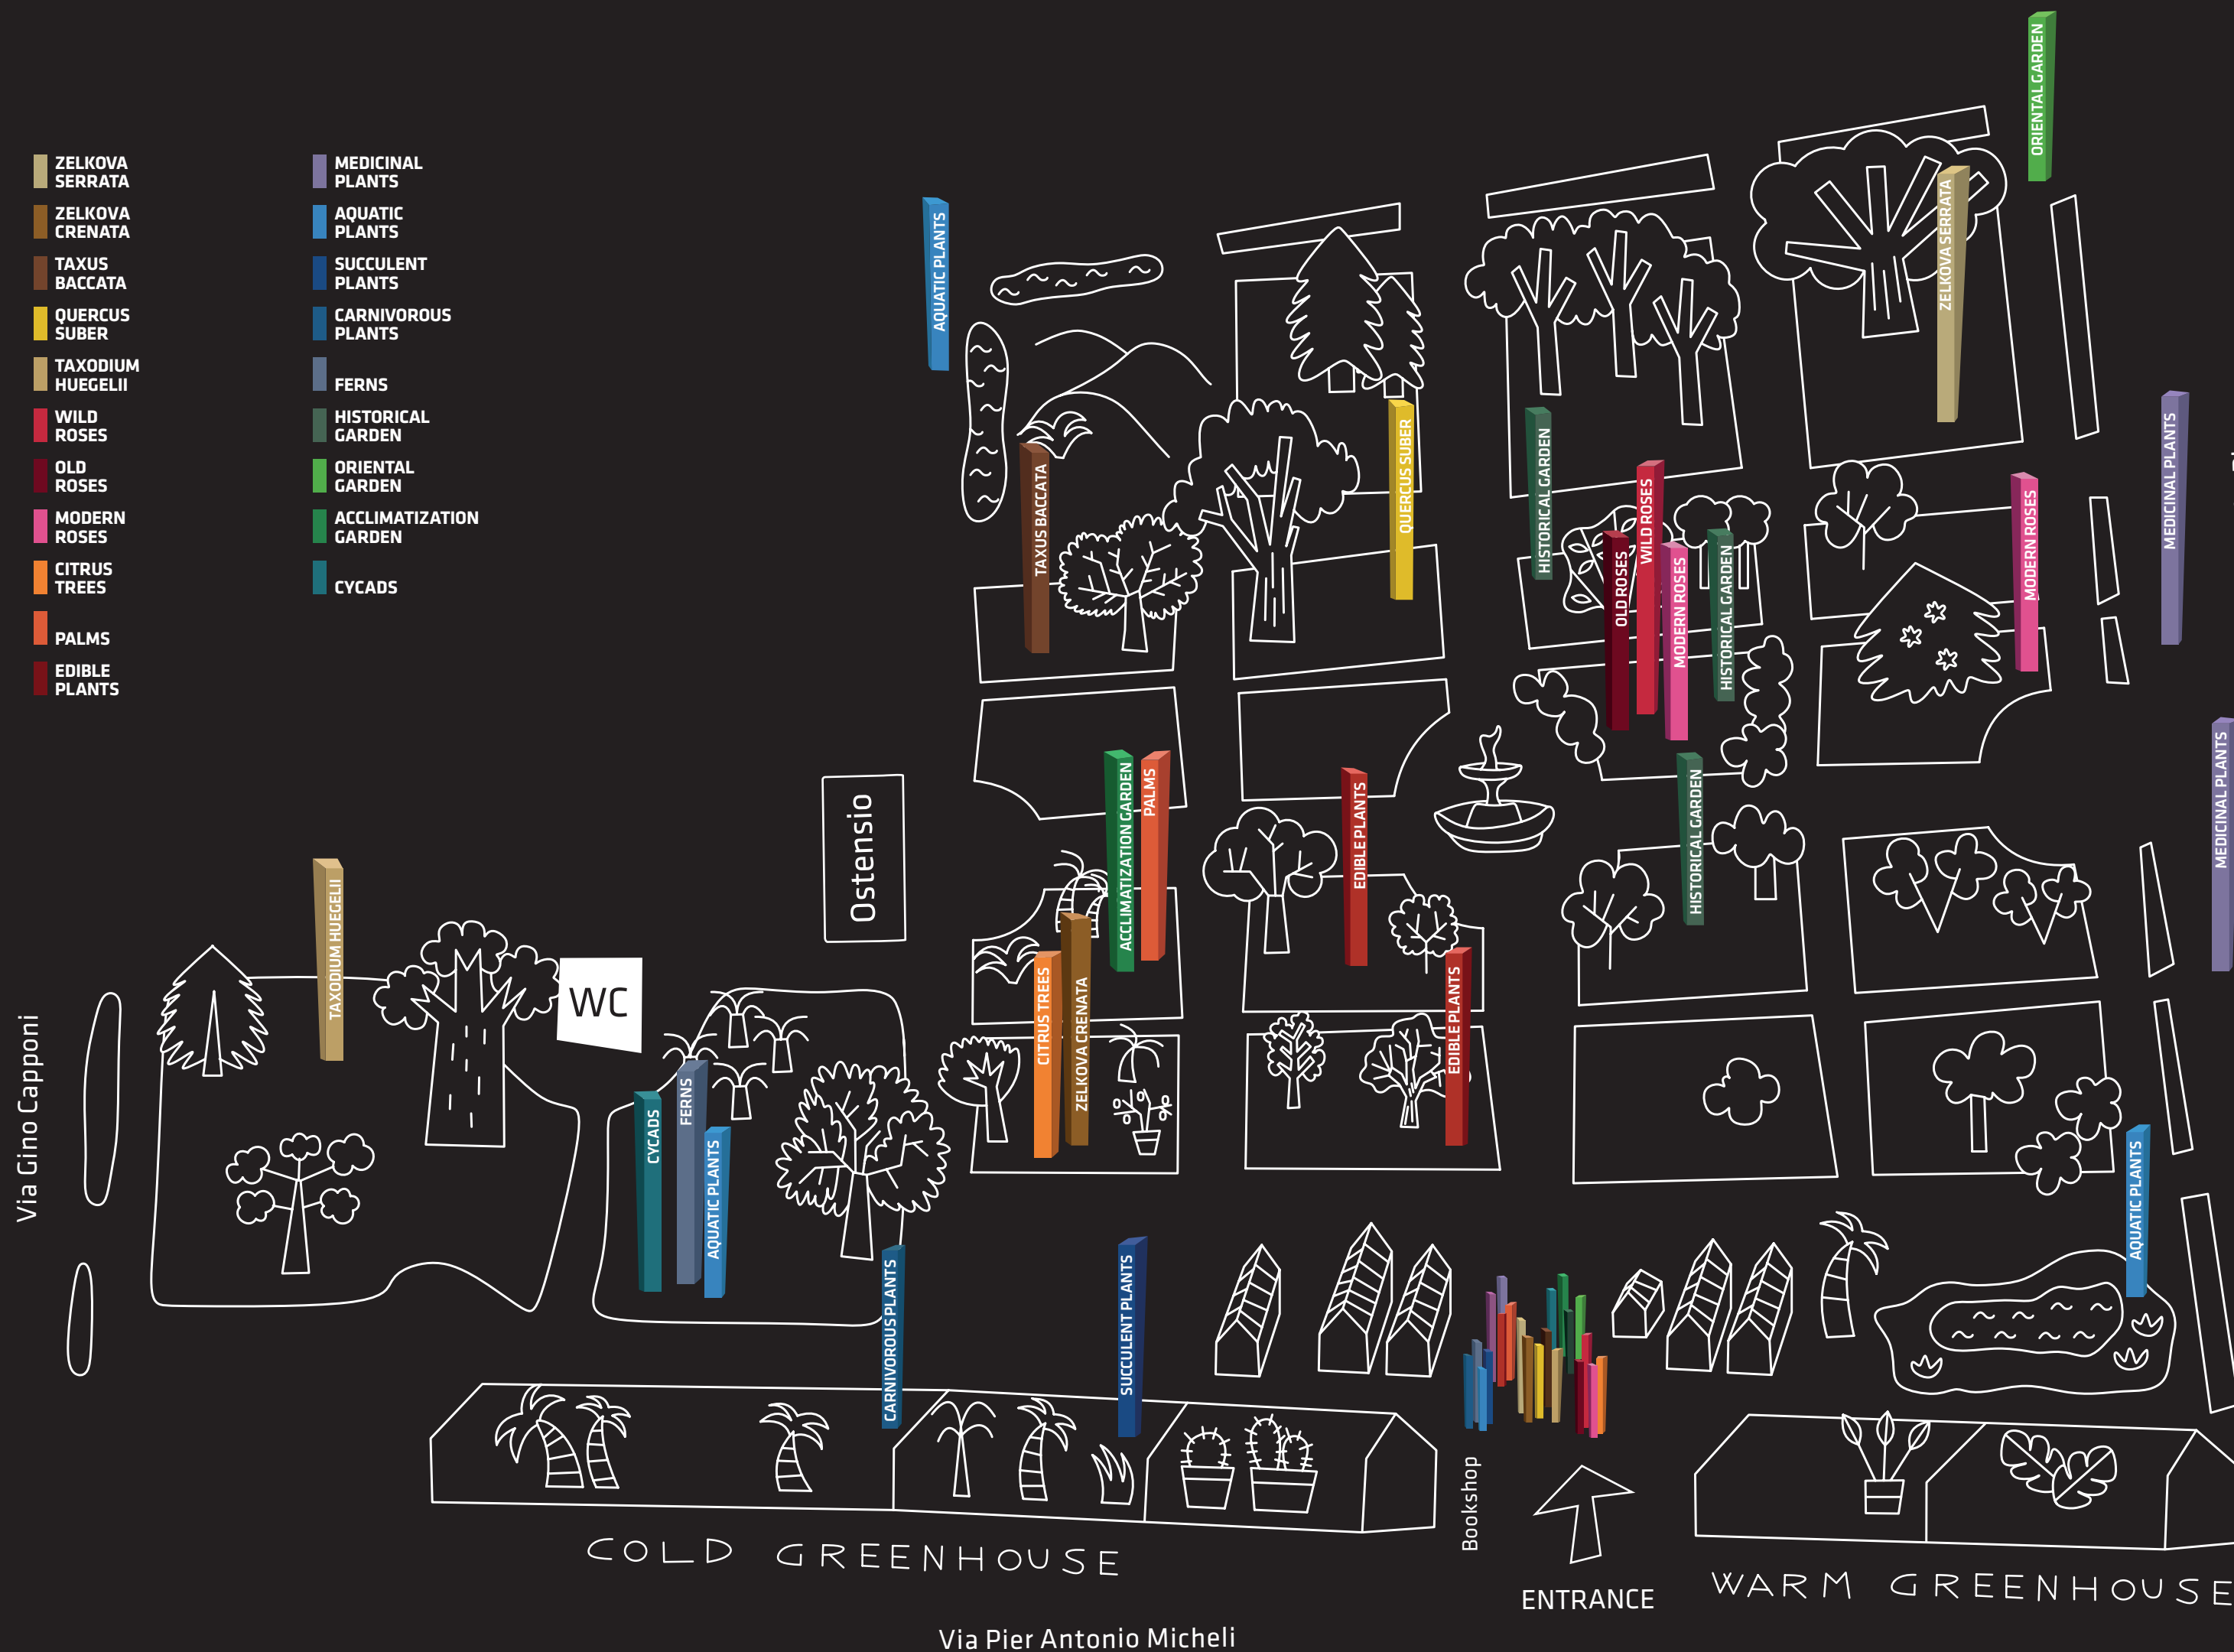 ZELKOVA
SERRATA
ZELKOVA
CRENATA
TAXUS
BACCATA
QUERCUS
SUBER
TAXODIUM
HUEGELII
WILD
ROSES
OLD
ROSES
MODERN
ROSES
CITRUS
TREES
PALMS
EDIBLE
PLANTS
MEDICINAL
PLANTS
AQUATIC
PLANTS
SUCCULENT
PLANTS
CARNIVOROUS
PLANTS
FERNS
HISTORICAL
GARDEN
ORIENTAL
GARDEN
ACCLIMATIZATION
GARDEN
CYCADS
ORIENTAL GARDEN
ZELKOVA SERRATA
AQUATIC PLANTS
TAXUS BACCATA
QUERCUS SUBER
HISTORICAL GARDEN
OLD ROSES
WILD ROSES
MODERN ROSES
HISTORICAL GARDEN
MODERN ROSES
MEDICINAL PLANTS
MEDICINAL PLANTS
HISTORICAL GARDEN
EDIBLE PLANTS
ACCLIMATIZATION GARDEN
PALMS
Ostensio
TAXODIUM HUEGELII
WC
CITRUS TREES
ZELKOVA CRENATA
EDIBLE PLANTS
CYCADS
FERNS
AQUATIC PLANTS
AQUATIC PLANTS
Via Gino Capponi
CARNIVOROUS PLANTS
SUCCULENT PLANTS
Bookshop
COLD GREENHOUSE
ENTRANCE
WARM GREENHOUSE
Via Pier Antonio Micheli